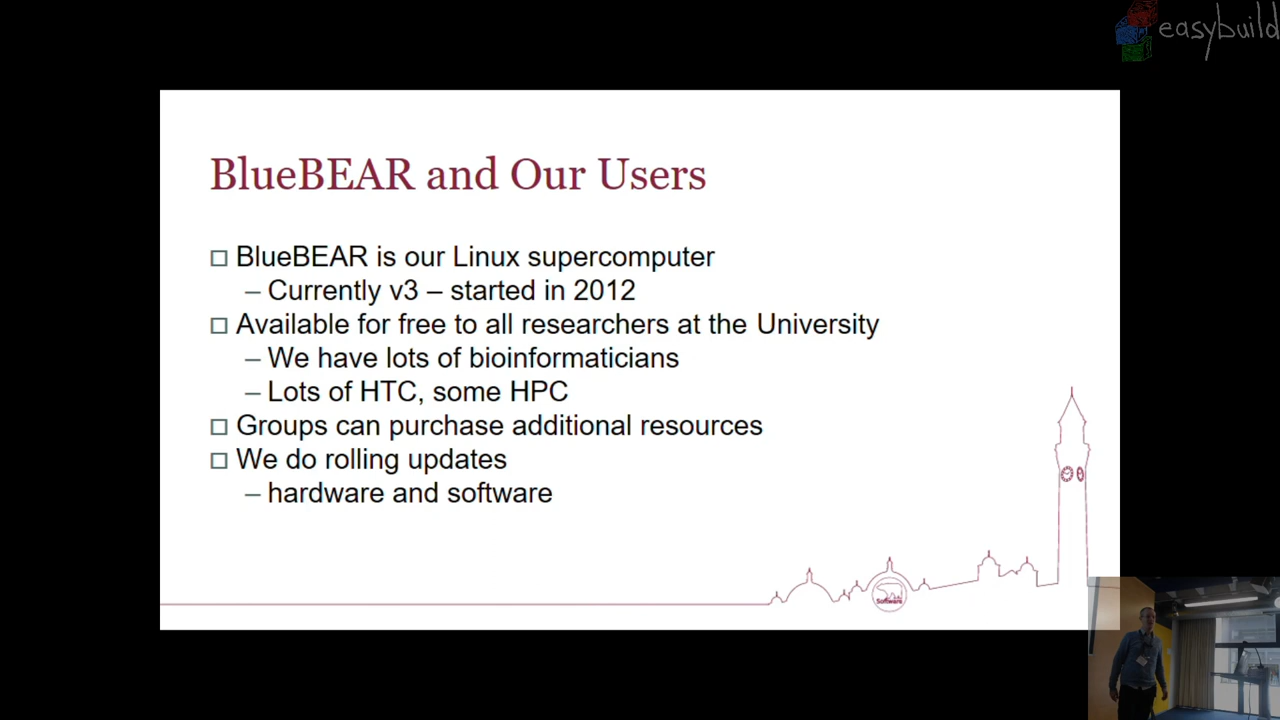 easybuild
BlueBEAR and Our Users
BlueBEAR is our Linux supercomputer
– Currently v3 – started in 2012
Available for free to all researchers at the University
– We have lots of bioinformaticians
– Lots of HTC, some HPC
Groups can purchase additional resources
We do rolling updates
– hardware and software
Software